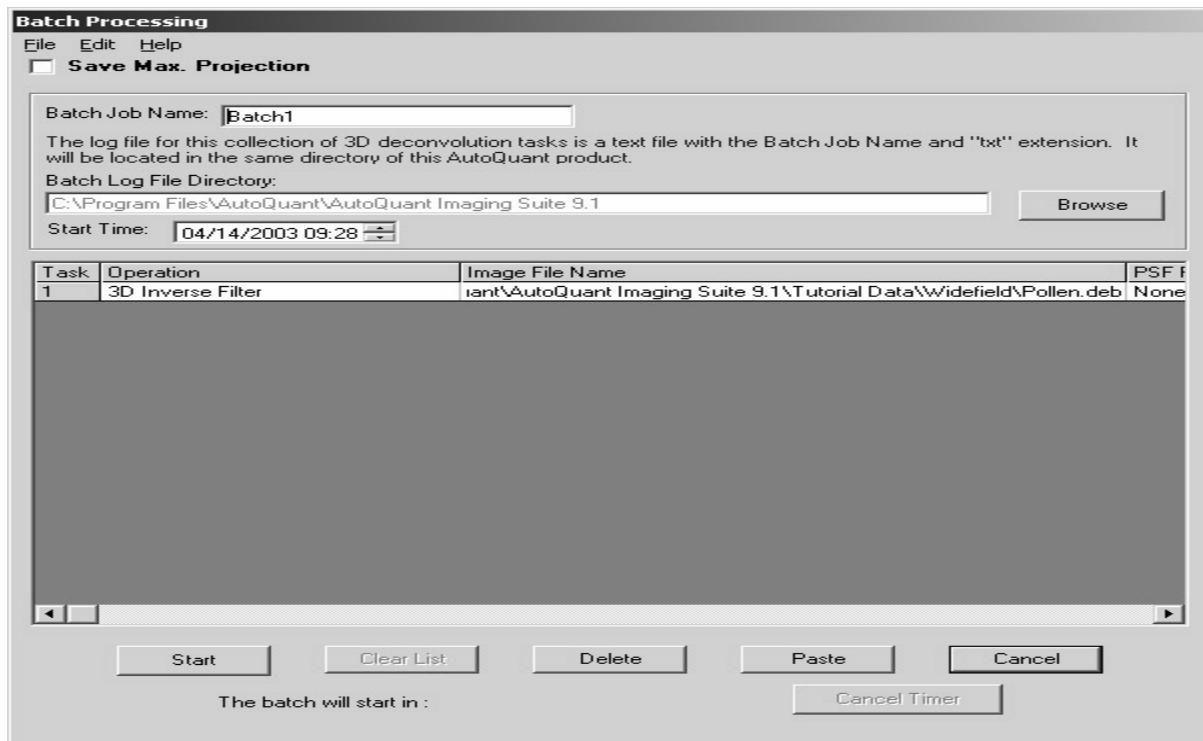 Batch Processing
File Edit Help
Save Max. Projection
Batch Job Name: Batch1
The log file for this collection of 3D deconvolution tasks is a text file with the Batch Job Name and "txt" extension. It
will be located in the same directory of this AutoQuant product.
Batch Log File Directory:
C:\Program Files\AutoQuant\AutoQuant Imaging Suite 9.1 Browse
Start Time: 04/14/2003 09:28
Task Operation Image File Name PSF F
1 3D Inverse Filter ıant\AutoQuant Imaging Suite 9.1\Tutorial Data\Widefield\Pollen.deb None
Start Clear List Delete Paste Cancel
The batch will start in : Cancel Timer